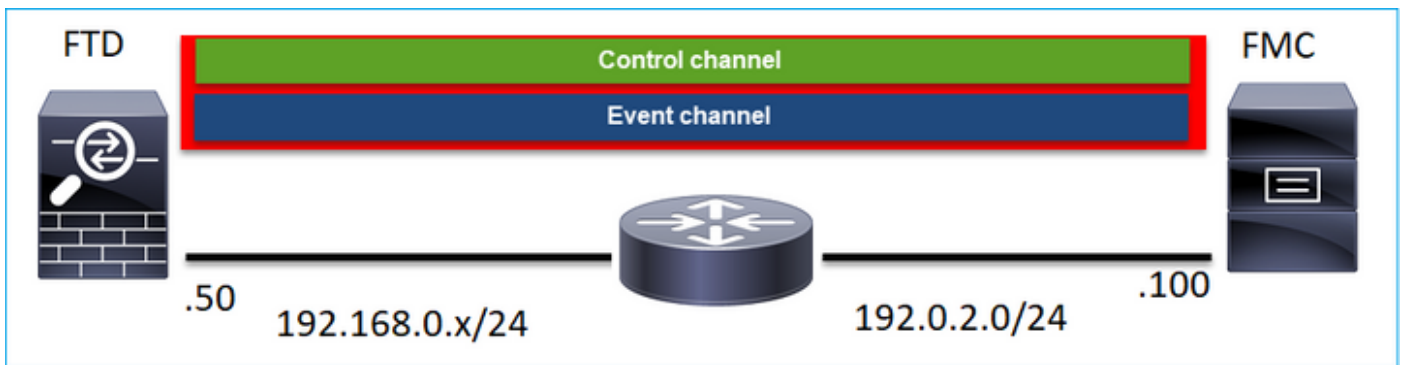 FTD
Control channel
FMC
Event channel
.50
192.168.0.x/24
192.0.2.0/24
.100